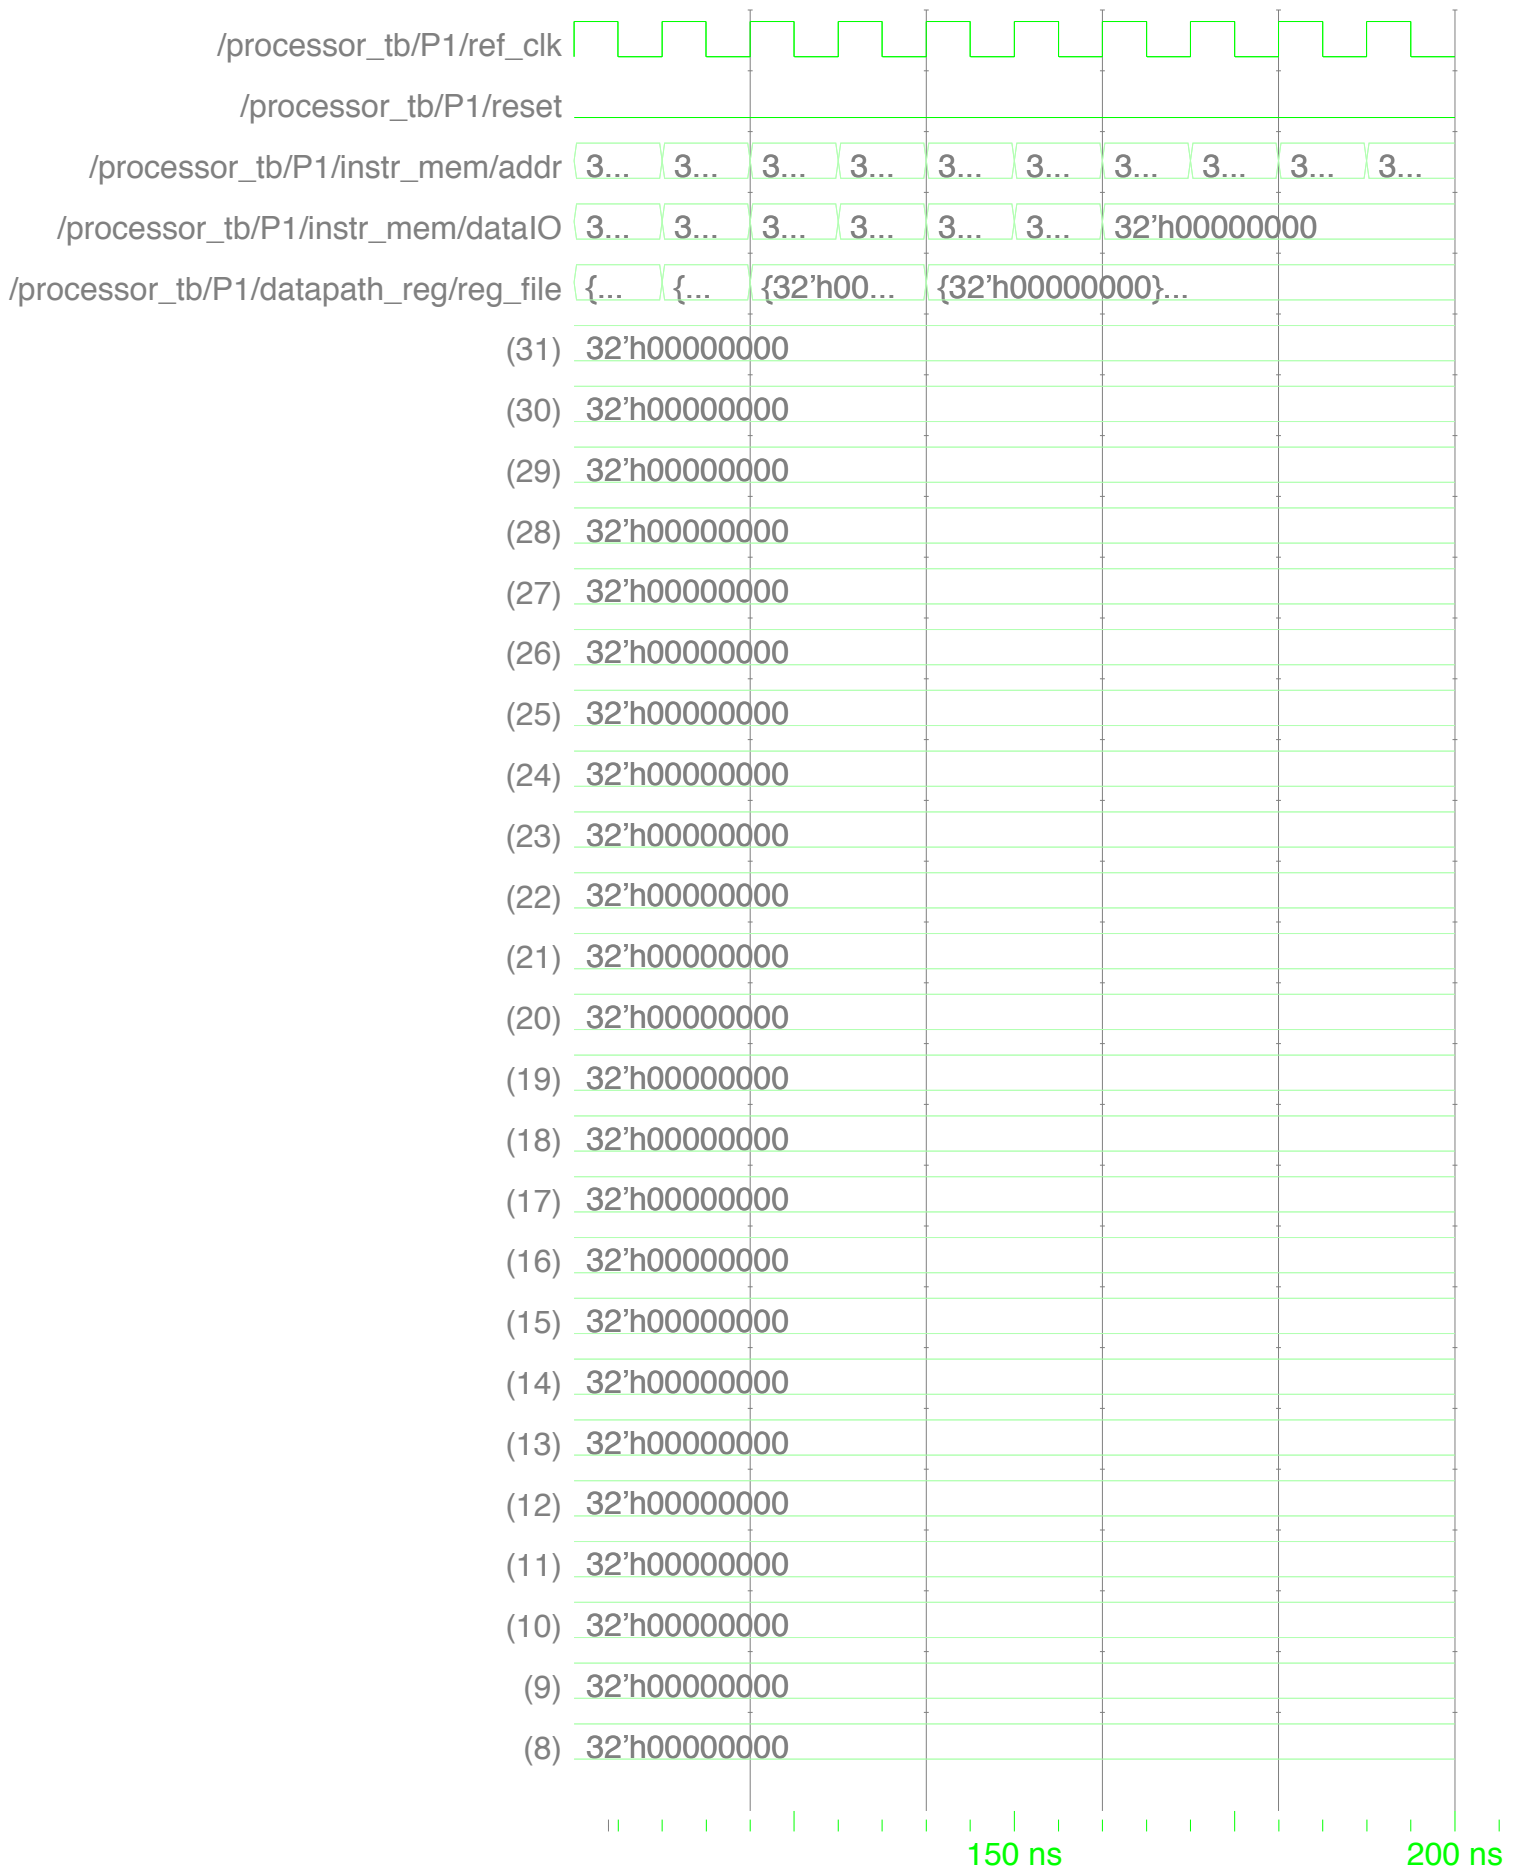 /processor_tb/P1/ref_clk
/processor_tb/P1/reset
/processor_tb/P1/instr_mem/addr 3... 3... 3... 3... 3... 3... 3... 3... 3... 3...
/processor_tb/P1/instr_mem/dataIO 3... 3... 3... 3... 3... 3... 32'h00000000
/processor_tb/P1/datapath_reg/reg_file {... {... {32'h00... {32'h00000000}...
(31) 32'h00000000
(30) 32'h00000000
(29) 32'h00000000
(28) 32'h00000000
(27) 32'h00000000
(26) 32'h00000000
(25) 32'h00000000
(24) 32'h00000000
(23) 32'h00000000
(22) 32'h00000000
(21) 32'h00000000
(20) 32'h00000000
(19) 32'h00000000
(18) 32'h00000000
(17) 32'h00000000
(16) 32'h00000000
(15) 32'h00000000
(14) 32'h00000000
(13) 32'h00000000
(12) 32'h00000000
(11) 32'h00000000
(10) 32'h00000000
(9) 32'h00000000
(8) 32'h00000000
150 ns 200 ns